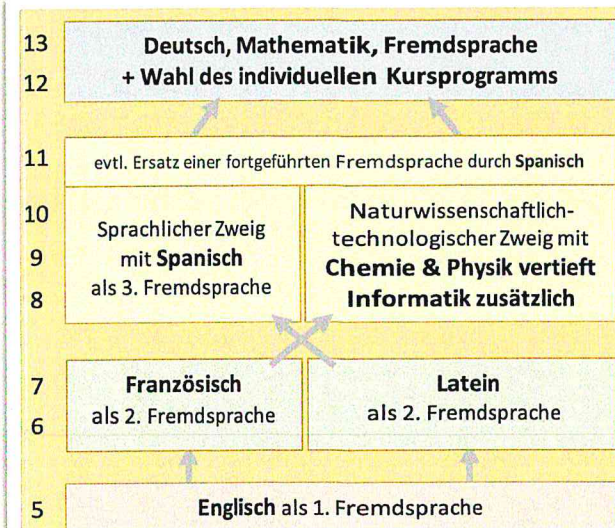 13
Deutsch, Mathematik, Fremdsprache
12
+ Wahl des individuellen Kursprogramms
11
evtl. Ersatz einer fortgeführten Fremdsprache durch Spanisch
10
9
8
Sprachlicher Zweig
mit Spanisch
als 3. Fremdsprache
Naturwissenschaftlich-
technologischer Zweig mit
Chemie & Physik vertieft
Informatik zusätzlich
7
6
Französisch
als 2. Fremdsprache
Latein
als 2. Fremdsprache
5
Englisch als 1. Fremdsprache